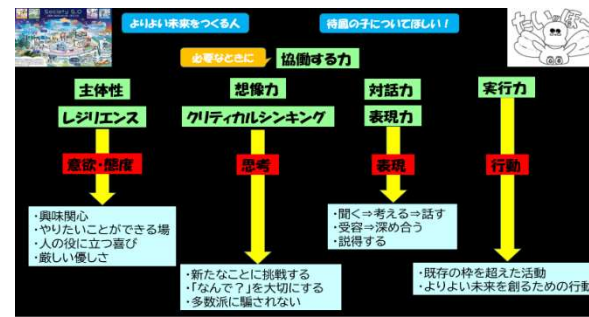 Society 5.0
よりよい未来をつくる人
待鳳の子についてほしい！
たいほう
必要なときに
協働する力
主体性
想像力
対話力
実行力
レジリエンス
クリティカルシンキング
表現力
意欲・態度
思考
表現
行動
・興味関心
・やりたいことができる場
・人の役に立つ喜び
・厳しい優しさ
・新たなことに挑戦する
・「なんで？」を大切にする
・多数派に騙されない
・聞く⇒考える⇒話す
・受容⇒深め合う
・説得する
・既存の枠を超えた活動
・よりよい未来を創るための行動